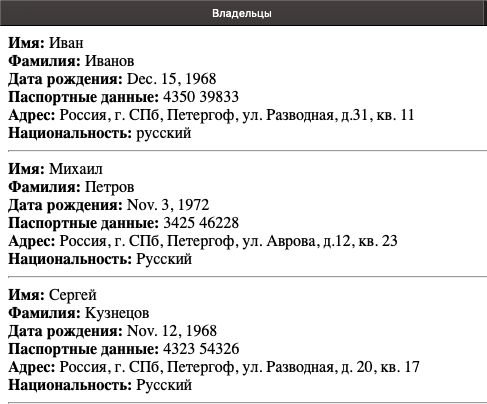 Владельцы
Имя: Иван
Фамилия: Иванов
Дата рождения: Dec. 15, 1968
Паспортные данные: 4350 39833
Адрес: Россия, г. СПб, Петергоф, ул. Разводная, д.31, кв. 11
Национальность: русский
Имя: Михаил
Фамилия: Петров
Дата рождения: Nov. 3, 1972
Паспортные данные: 3425 46228
Адрес: Россия, г. СПб, Петергоф, ул. Аврова, д.12, кв. 23
Национальность: Русский
Имя: Сергей
Фамилия: Кузнецов
Дата рождения: Nov. 12, 1968
Паспортные данные: 4323 54326
Адрес: Россия, г. СПб, Петергоф, ул. Разводная, д. 20, кв. 17
Национальность: Русский